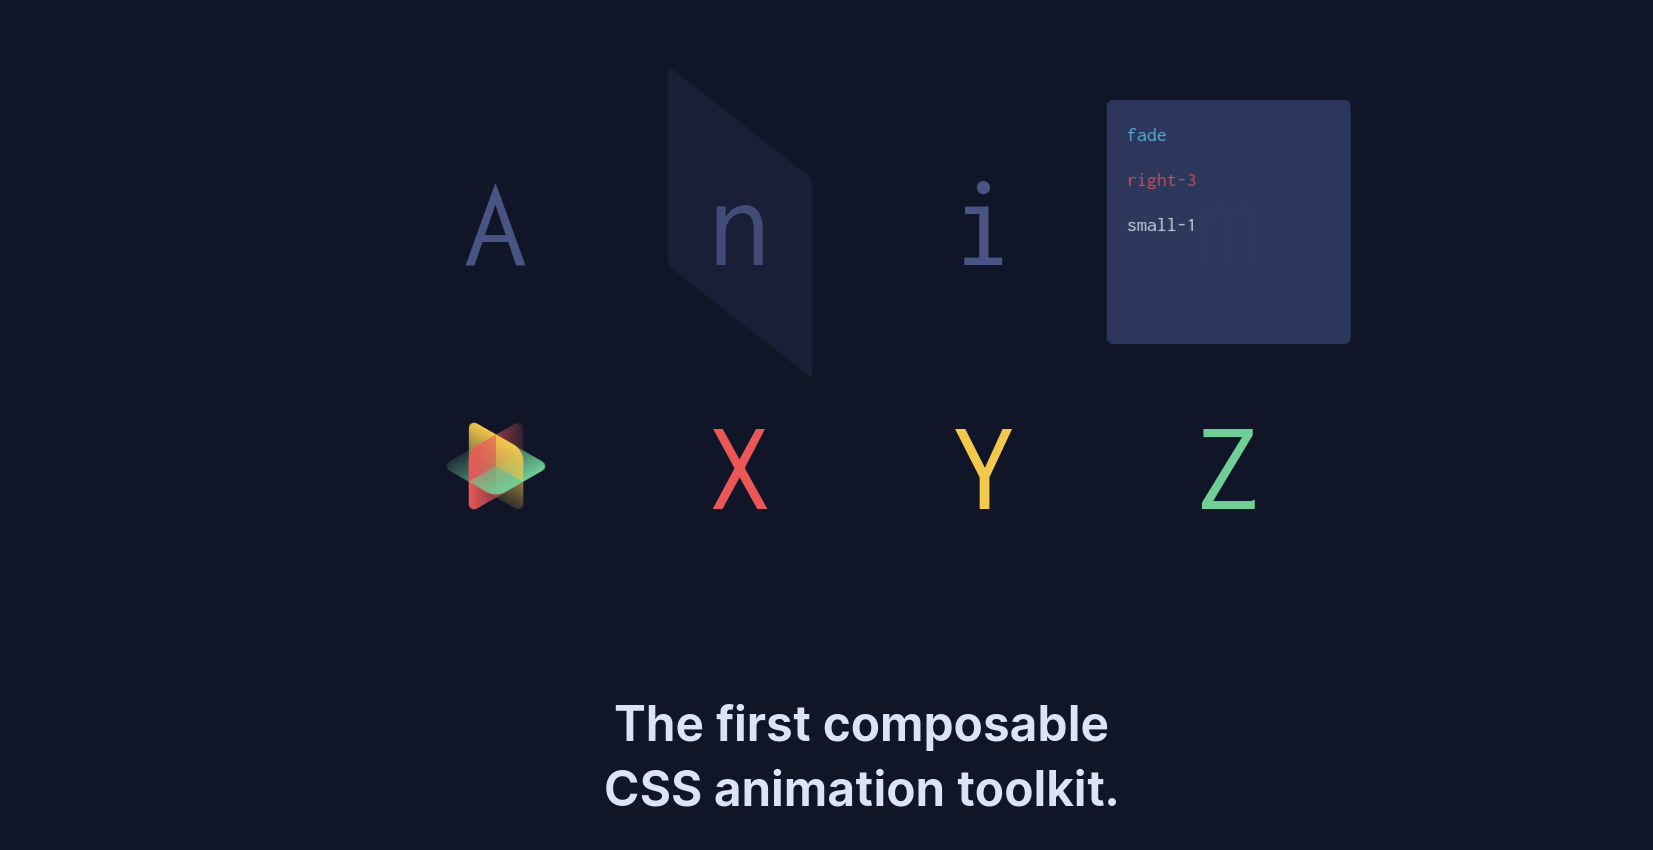 A n i m
fade
right-3
small-1
X Y Z
The first composable
CSS animation toolkit.